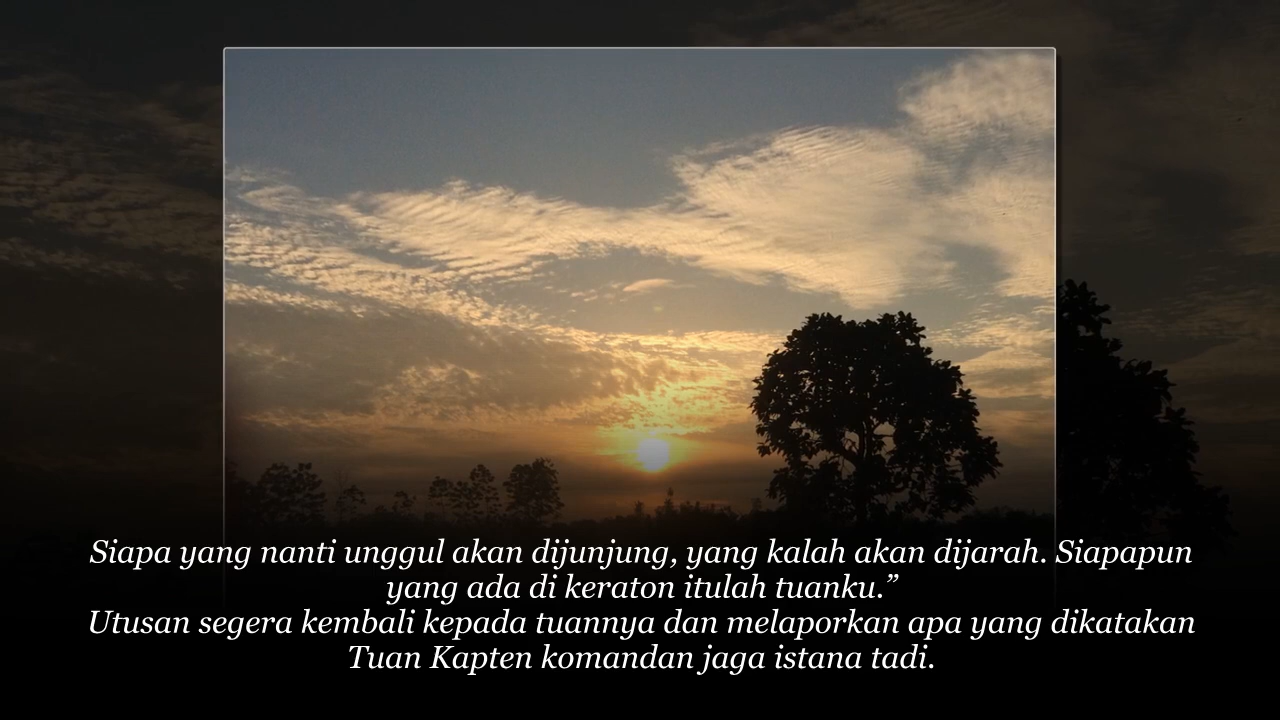 Siapa yang nanti unggul akan dijunjung, yang kalah akan dijarah. Siapapun
yang ada di keraton itulah tuanku.”
Utusan segera kembali kepada tuannya dan melaporkan apa yang dikatakan
Tuan Kapten komandan jaga istana tadi.